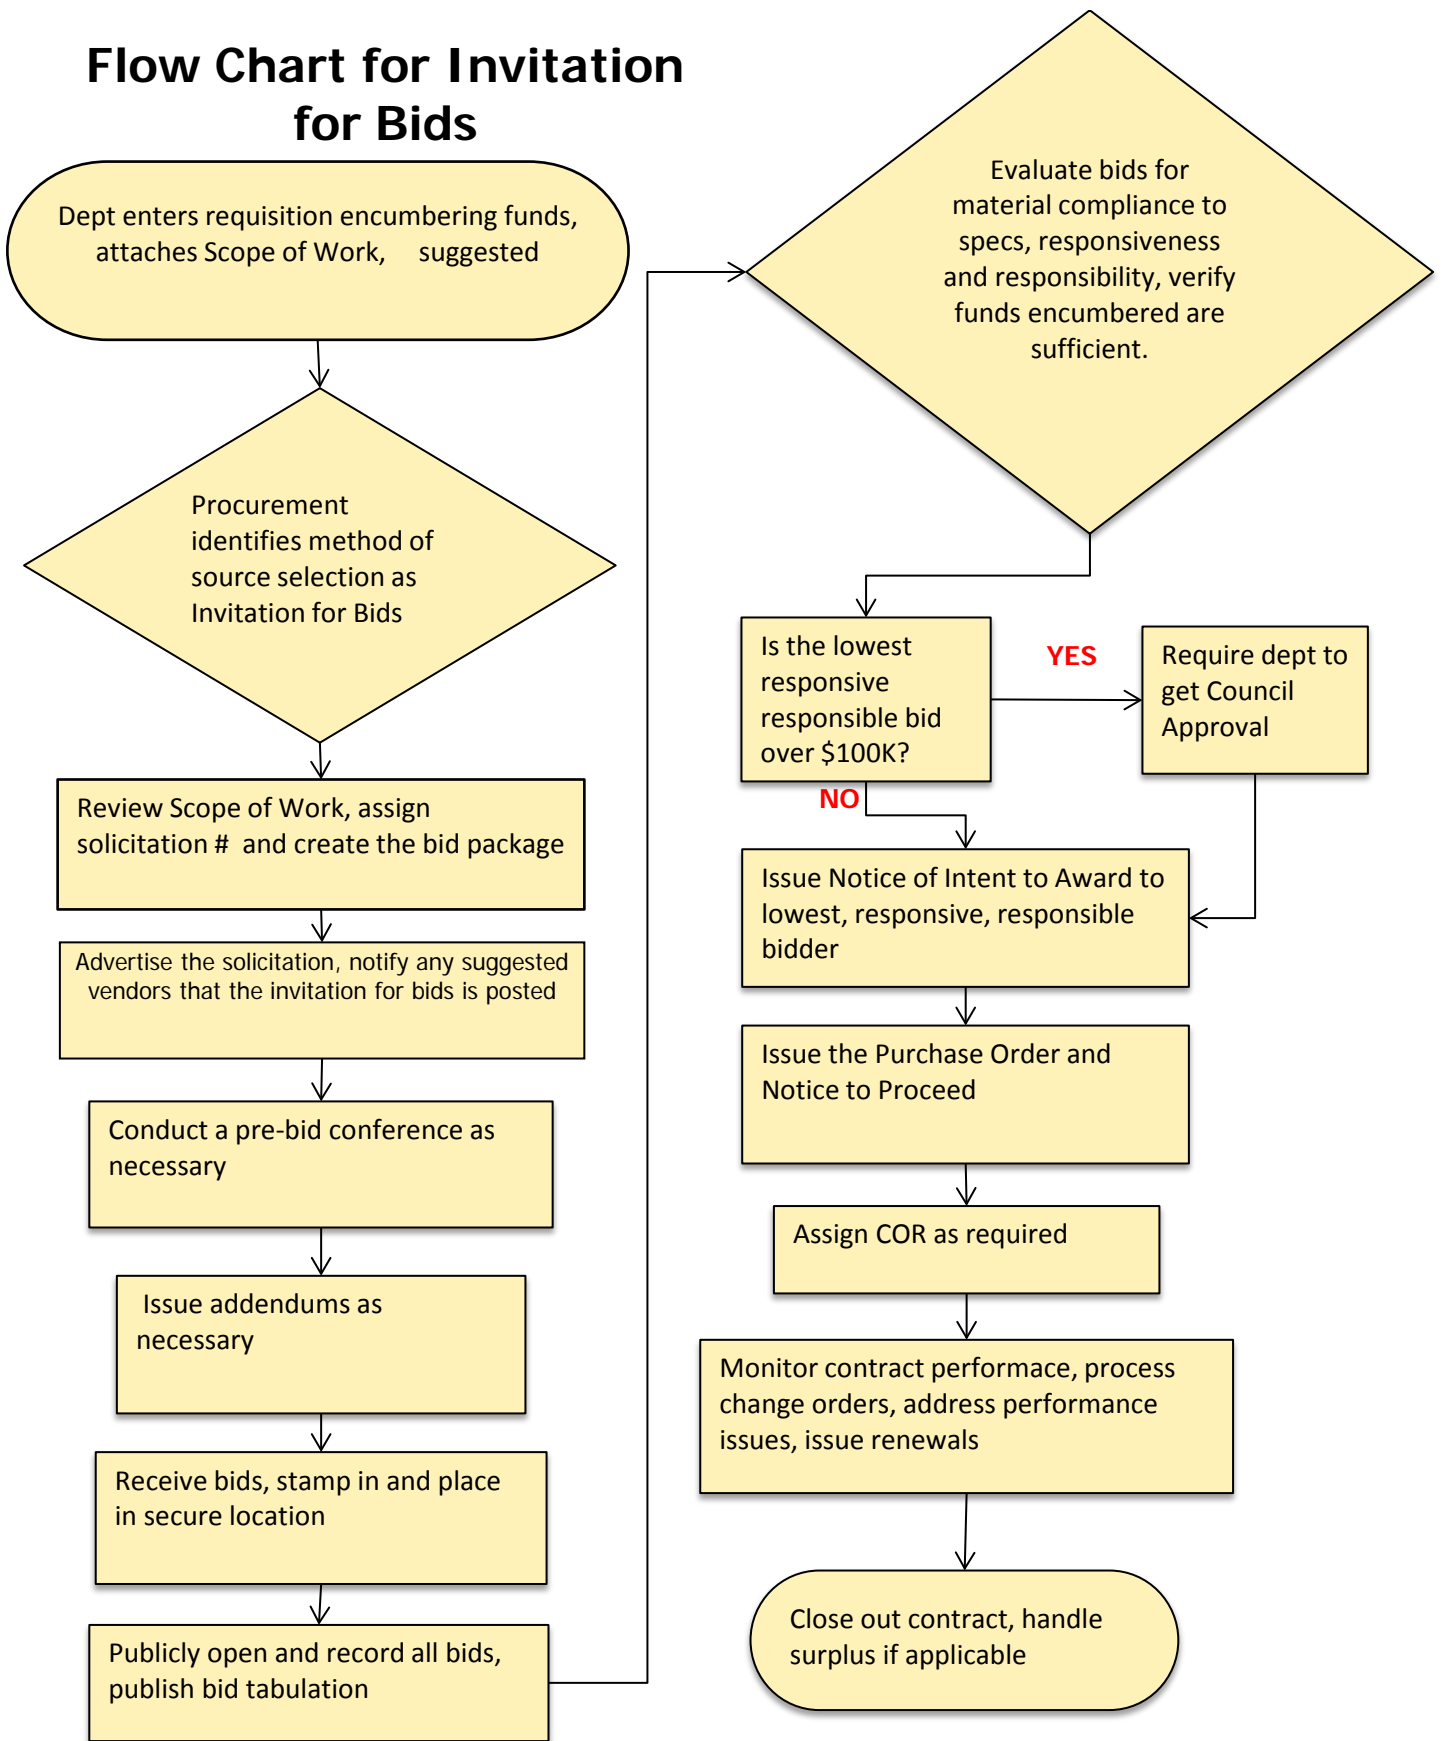 Flow Chart for Invitation
for Bids
Dept enters requisition encumbering funds,
attaches Scope of Work, suggested
Procurement
identifies method of
source selection as
Invitation for Bids
Review Scope of Work, assign
solicitation # and create the bid package
Advertise the solicitation, notify any suggested
vendors that the invitation for bids is posted
Conduct a pre-bid conference as
necessary
Issue addendums as
necessary
Receive bids, stamp in and place
in secure location
Publicly open and record all bids,
publish bid tabulation
Evaluate bids for
material compliance to
specs, responsiveness
and responsibility, verify
funds encumbered are
sufficient.
Is the lowest
responsive
responsible bid
over $100K?
YES
Require dept to
get Council
Approval
NO
Issue Notice of Intent to Award to
lowest, responsive, responsible
bidder
Issue the Purchase Order and
Notice to Proceed
Assign COR as required
Monitor contract performace, process
change orders, address performance
issues, issue renewals
Close out contract, handle
surplus if applicable